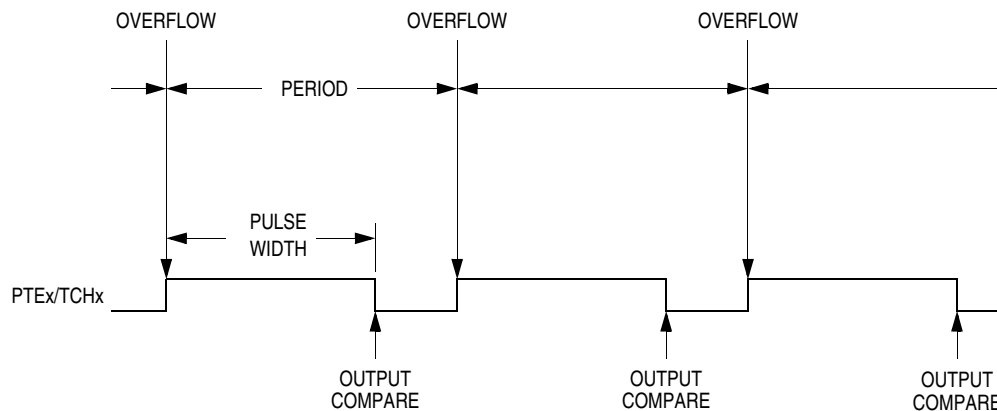 OVERFLOW
OVERFLOW
OVERFLOW
PERIOD
PULSE
WIDTH
PTEx/TCHx
OUTPUT
COMPARE
OUTPUT
COMPARE
OUTPUT
COMPARE